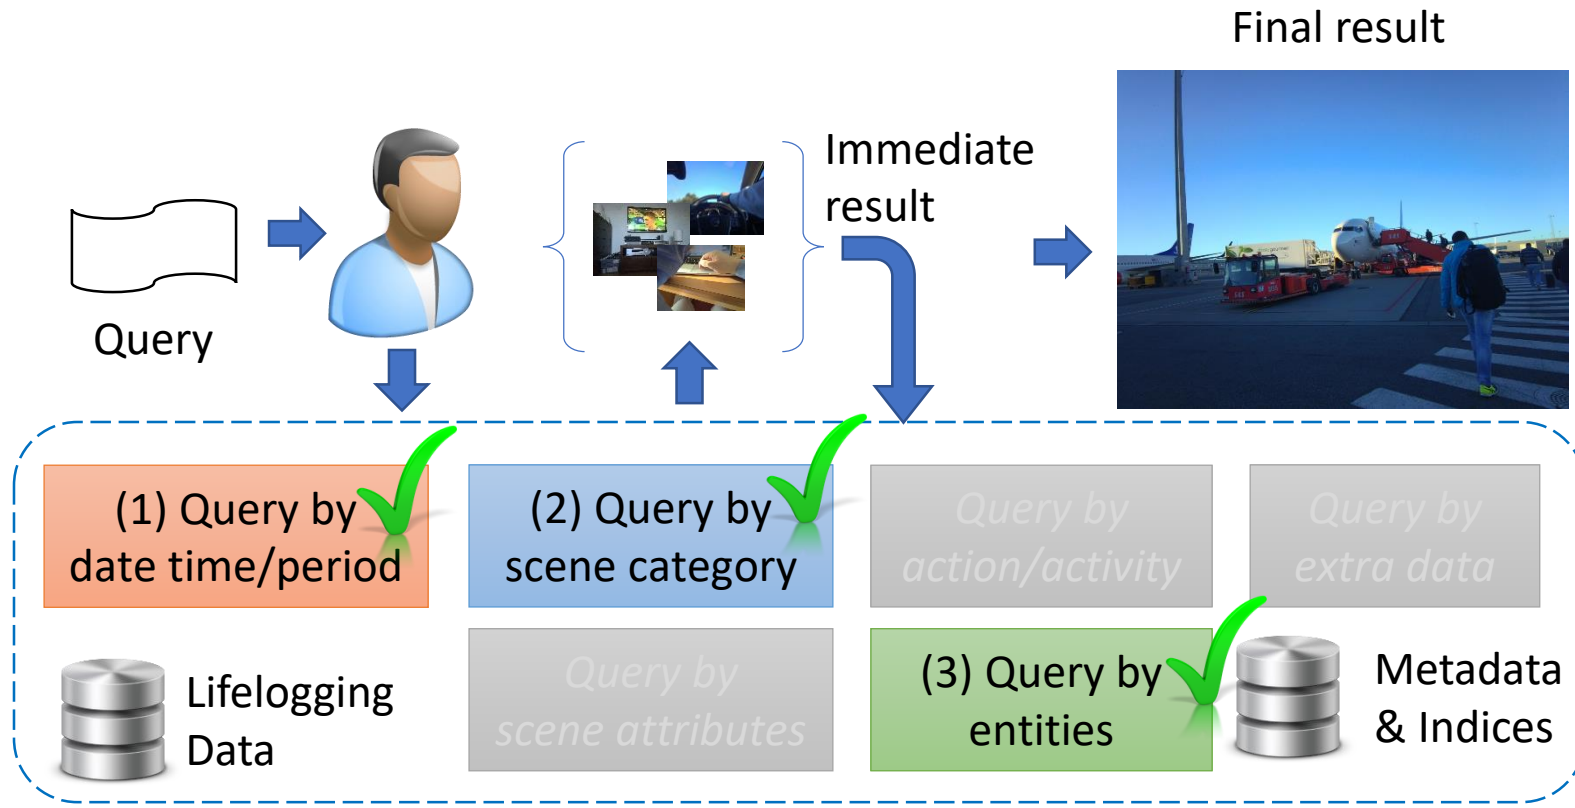 Final result
Immediate
result
Query
(1) Query by
date time/period
(2) Query by
scene category
Query by
action/activity
Query by
extra data
Lifelogging
Data
Query by
scene attributes
(3) Query by
entities
Metadata
& Indices